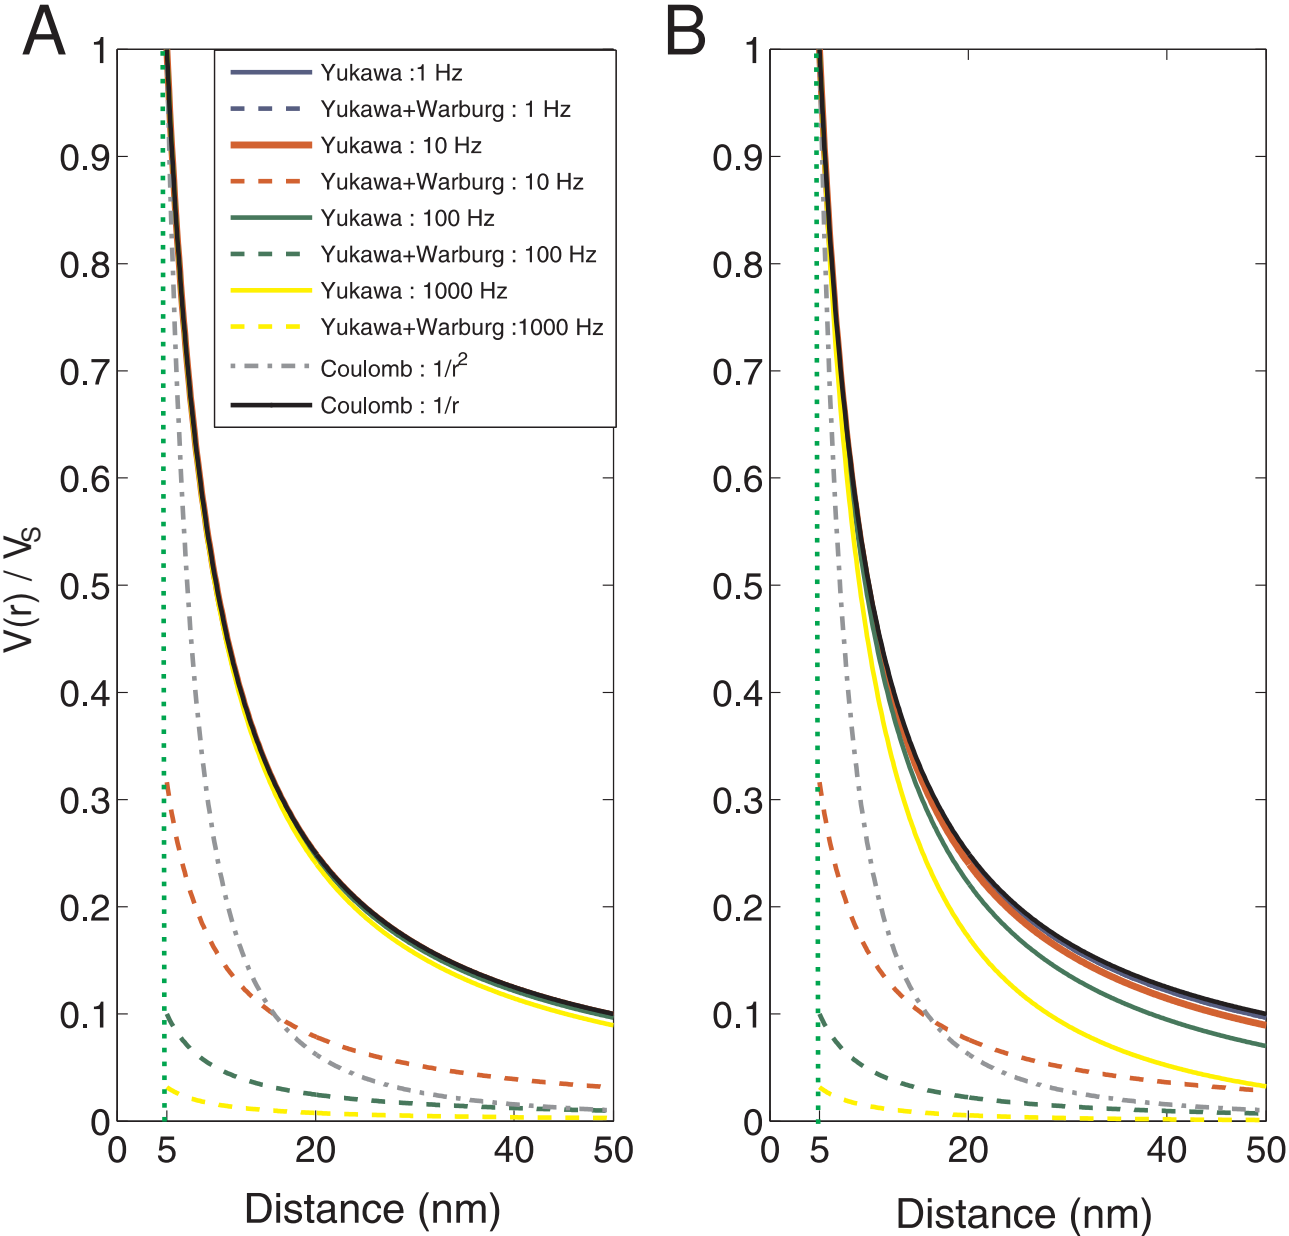 A
B
1
0.9
0.8
0.7
0.6
0.5
0.4
0.3
0.2
0.1
0
V(r) / V_S
Yukawa :1 Hz
Yukawa+Warburg : 1 Hz
Yukawa : 10 Hz
Yukawa+Warburg : 10 Hz
Yukawa : 100 Hz
Yukawa+Warburg : 100 Hz
Yukawa : 1000 Hz
Yukawa+Warburg :1000 Hz
Coulomb : 1/r²
Coulomb : 1/r
0 5 20 40 50
Distance (nm)
1
0.9
0.8
0.7
0.6
0.5
0.4
0.3
0.2
0.1
0
0 5 20 40 50
Distance (nm)